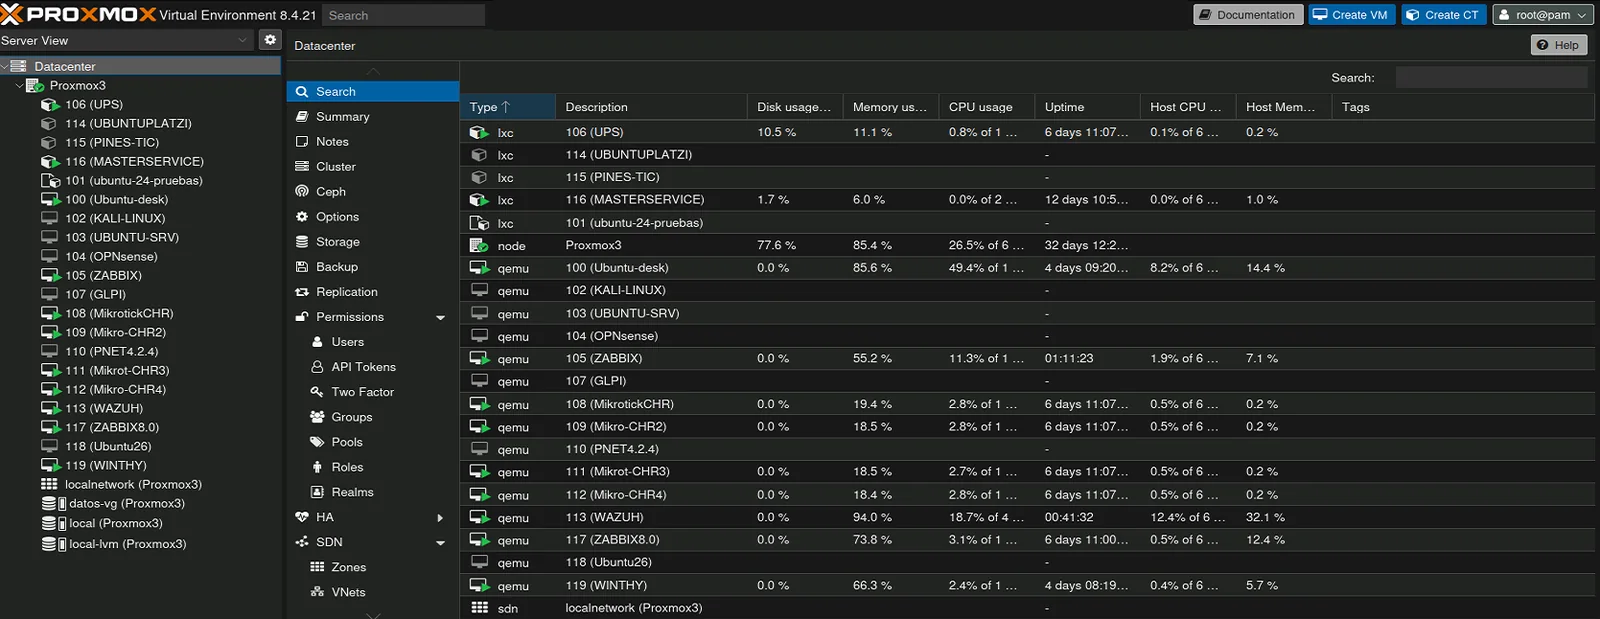 PROXMOX Virtual Environment 8.4.21 Search Documentation Create VM Create CT root@pam
Server View
Datacenter
Proxmox3
106 (UPS)
114 (UBUNTUPLATZI)
115 (PINES-TIC)
116 (MASTERSERVICE)
101 (ubuntu-24-pruebas)
100 (Ubuntu-desk)
102 (KALI-LINUX)
103 (UBUNTU-SRV)
104 (OPNsense)
105 (ZABBIX)
107 (GLPI)
108 (MikrotickCHR)
109 (Mikro-CHR2)
110 (PNET4.2.4)
111 (Mikrot-CHR3)
112 (Mikro-CHR4)
113 (WAZUH)
117 (ZABBIX8.0)
118 (Ubuntu26)
119 (WINTHY)
localnetwork (Proxmox3)
datos-vg (Proxmox3)
local (Proxmox3)
local-lvm (Proxmox3)
Datacenter Help
Search
Summary
Notes
Cluster
Ceph
Options
Storage
Backup
Replication
Permissions
Users
API Tokens
Two Factor
Groups
Pools
Roles
Realms
HA
SDN
Zones
VNets
Search:
Type ↑ Description Disk usage... Memory us... CPU usage Uptime Host CPU ... Host Mem... Tags
lxc 106 (UPS) 10.5 % 11.1 % 0.8% of 1 ... 6 days 11:07... 0.1% of 6 ... 0.2 %
lxc 114 (UBUNTUPLATZI) -
lxc 115 (PINES-TIC) -
lxc 116 (MASTERSERVICE) 1.7 % 6.0 % 0.0% of 2 ... 12 days 10:5... 0.0% of 6 ... 1.0 %
lxc 101 (ubuntu-24-pruebas) -
node Proxmox3 77.6 % 85.4 % 26.5% of 6 ... 32 days 12:2...
qemu 100 (Ubuntu-desk) 0.0 % 85.6 % 49.4% of 1 ... 4 days 09:20... 8.2% of 6 ... 14.4 %
qemu 102 (KALI-LINUX) -
qemu 103 (UBUNTU-SRV) -
qemu 104 (OPNsense) -
qemu 105 (ZABBIX) 0.0 % 55.2 % 11.3% of 1 ... 01:11:23 1.9% of 6 ... 7.1 %
qemu 107 (GLPI) -
qemu 108 (MikrotickCHR) 0.0 % 19.4 % 2.8% of 1 ... 6 days 11:07... 0.5% of 6 ... 0.2 %
qemu 109 (Mikro-CHR2) 0.0 % 18.5 % 2.8% of 1 ... 6 days 11:07... 0.5% of 6 ... 0.2 %
qemu 110 (PNET4.2.4) -
qemu 111 (Mikrot-CHR3) 0.0 % 18.5 % 2.7% of 1 ... 6 days 11:07... 0.5% of 6 ... 0.2 %
qemu 112 (Mikro-CHR4) 0.0 % 18.4 % 2.8% of 1 ... 6 days 11:07... 0.5% of 6 ... 0.2 %
qemu 113 (WAZUH) 0.0 % 94.0 % 18.7% of 4 ... 00:41:32 12.4% of 6 ... 32.1 %
qemu 117 (ZABBIX8.0) 0.0 % 73.8 % 3.1% of 1 ... 6 days 11:00... 0.5% of 6 ... 12.4 %
qemu 118 (Ubuntu26) -
qemu 119 (WINTHY) 0.0 % 66.3 % 2.4% of 1 ... 4 days 08:19... 0.4% of 6 ... 5.7 %
sdn localnetwork (Proxmox3) -